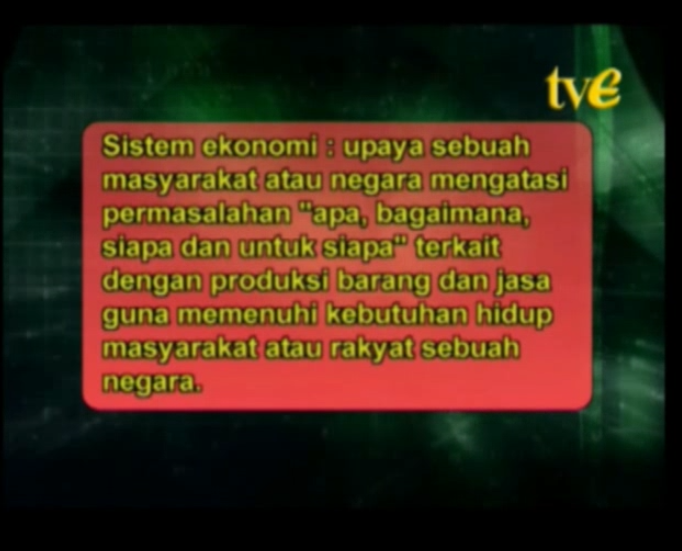 tve
Sistem ekonomi : upaya sebuah
masyarakat atau negara mengatasi
permasalahan "apa, bagaimana,
siapa dan untuk siapa" terkait
dengan produksi barang dan jasa
guna memenuhi kebutuhan hidup
masyarakat atau rakyat sebuah
negara.